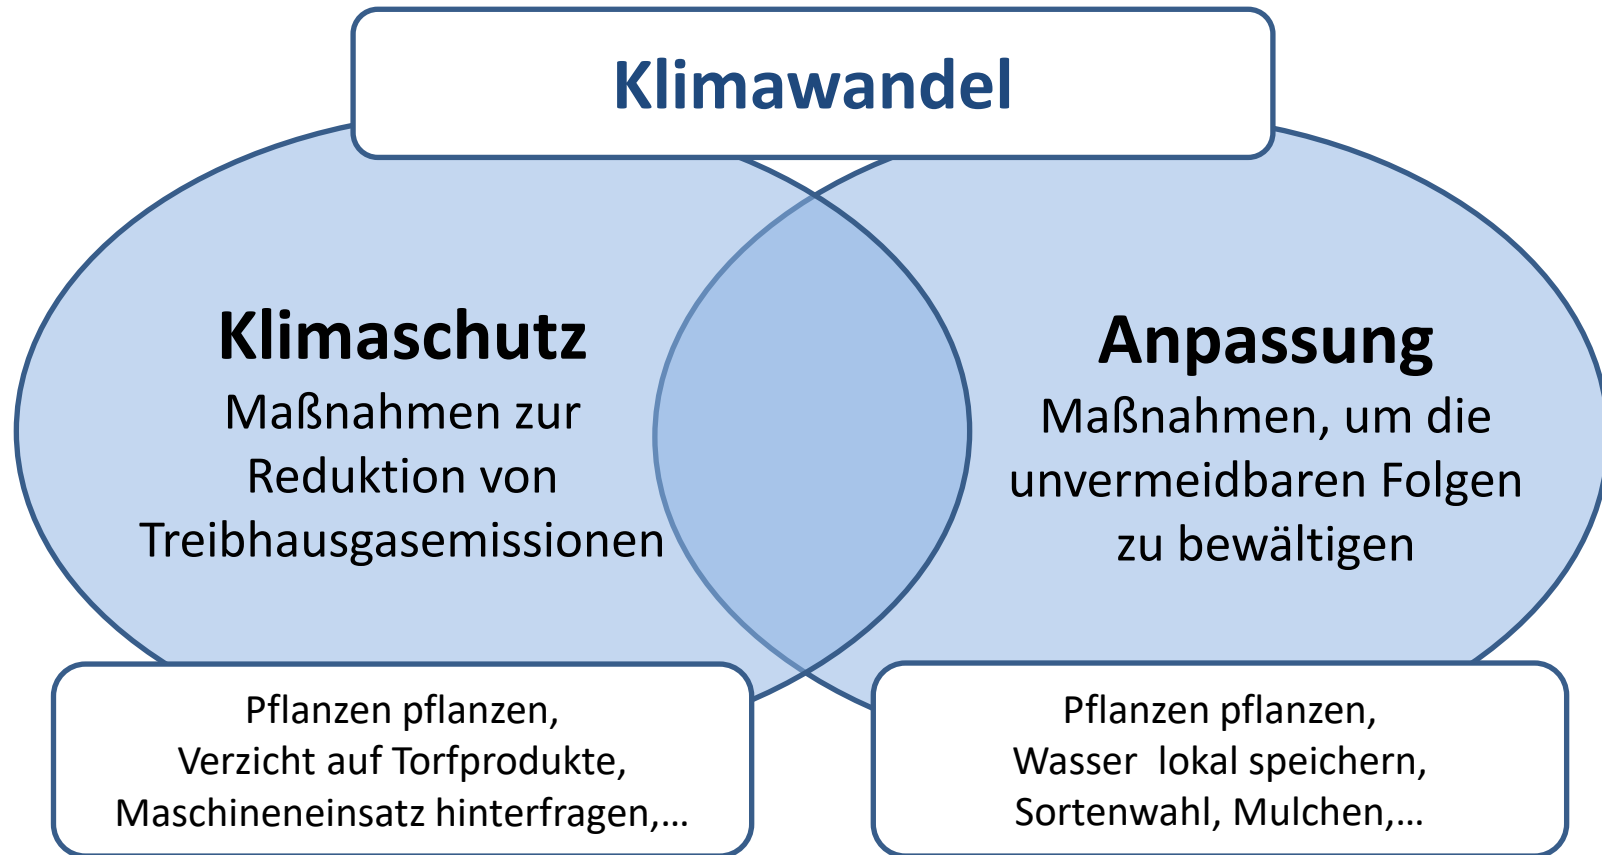 Klimawandel
Klimaschutz
Maßnahmen zur
Reduktion von
Treibhausgasemissionen
Anpassung
Maßnahmen, um die
unvermeidbaren Folgen
zu bewältigen
Pflanzen pflanzen,
Verzicht auf Torfprodukte,
Maschineneinsatz hinterfragen,...
Pflanzen pflanzen,
Wasser  lokal speichern,
Sortenwahl, Mulchen,...